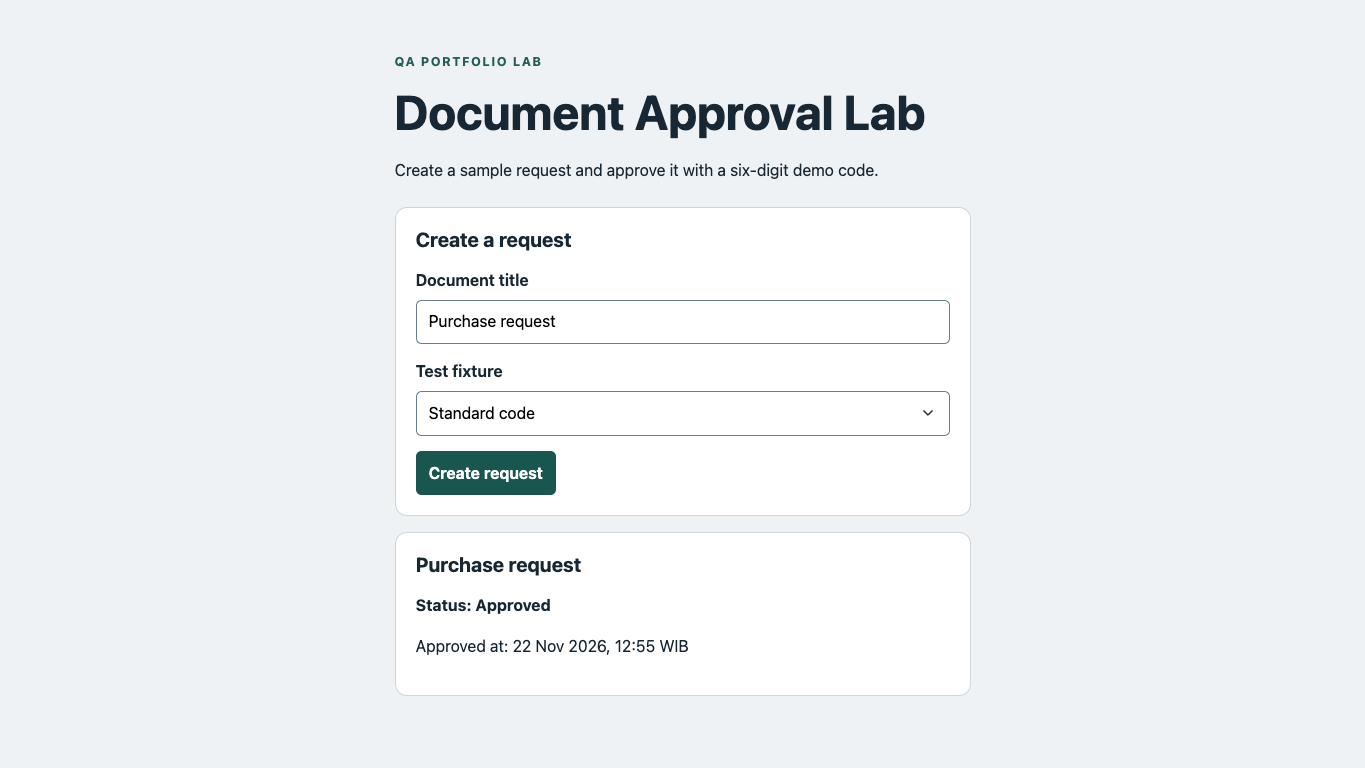 QA PORTFOLIO LAB
Document Approval Lab
Create a sample request and approve it with a six-digit demo code.
Create a request
Document title
Purchase request
Test fixture
Standard code
Create request
Purchase request
Status: Approved
Approved at: 22 Nov 2026, 12:55 WIB